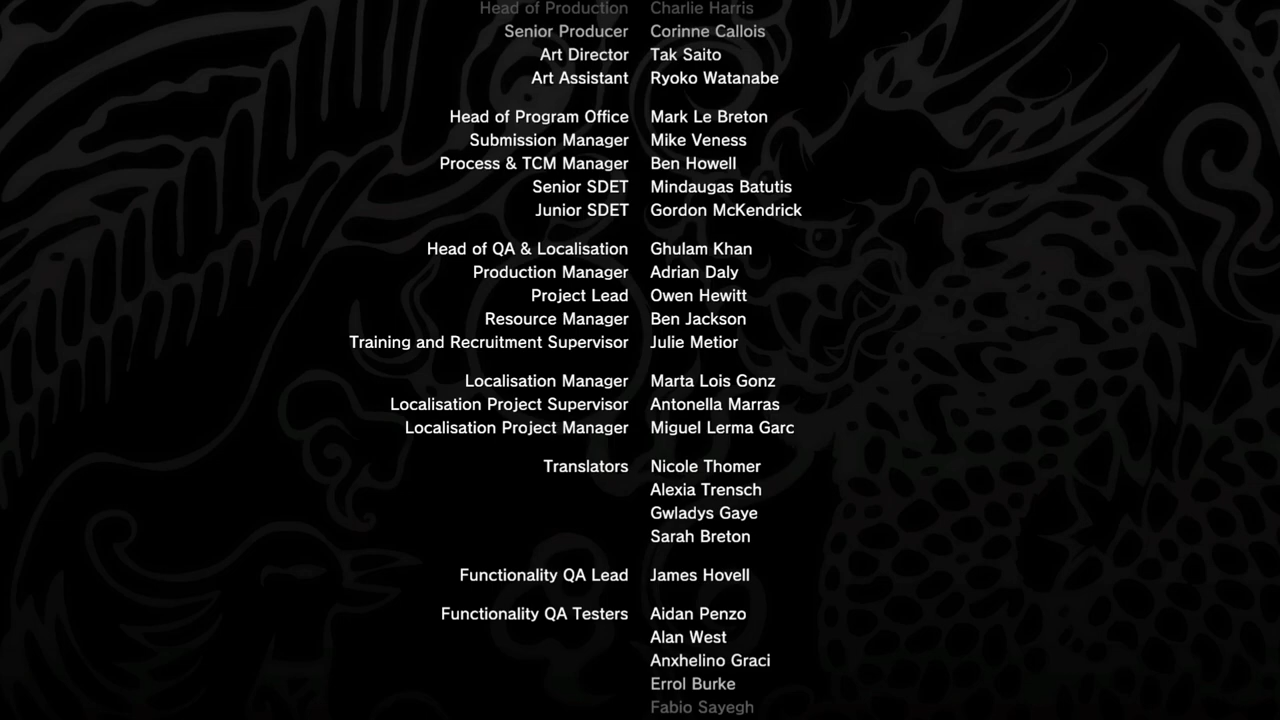 Head of Production Charlie Harris
Senior Producer Corinne Callois
Art Director Tak Saito
Art Assistant Ryoko Watanabe
Head of Program Office Mark Le Breton
Submission Manager Mike Veness
Process & TCM Manager Ben Howell
Senior SDET Mindaugas Batutis
Junior SDET Gordon McKendrick
Head of QA & Localisation Ghulam Khan
Production Manager Adrian Daly
Project Lead Owen Hewitt
Resource Manager Ben Jackson
Training and Recruitment Supervisor Julie Metior
Localisation Manager Marta Lois Gonz
Localisation Project Supervisor Antonella Marras
Localisation Project Manager Miguel Lerma Garc
Translators Nicole Thomer
Alexia Trensch
Gwladys Gaye
Sarah Breton
Functionality QA Lead James Hovell
Functionality QA Testers Aidan Penzo
Alan West
Anxhelino Graci
Errol Burke
Fabio Sayegh